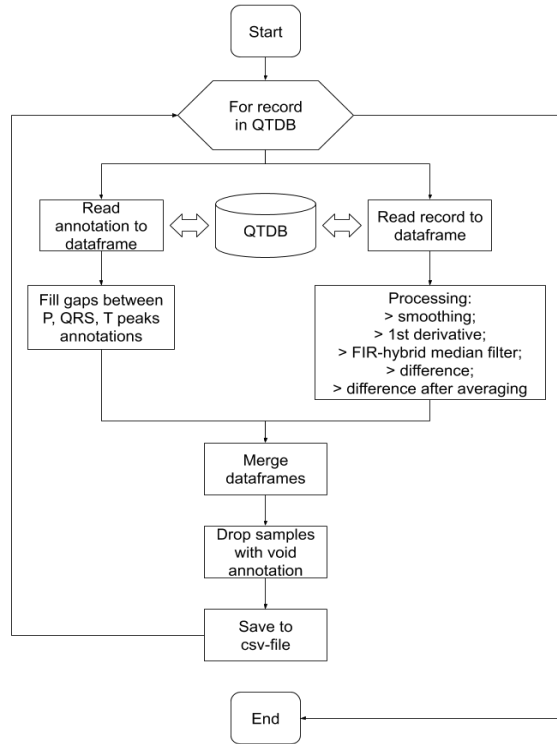 Start
For record
in QTDB
Read
annotation to
dataframe
QTDB
Read record to
dataframe
Fill gaps between
P, QRS, T peaks
annotations
Processing:
> smoothing;
> 1st derivative;
> FIR-hybrid median filter;
> difference;
> difference after averaging
Merge
dataframes
Drop samples
with void
annotation
Save to
csv-file
End